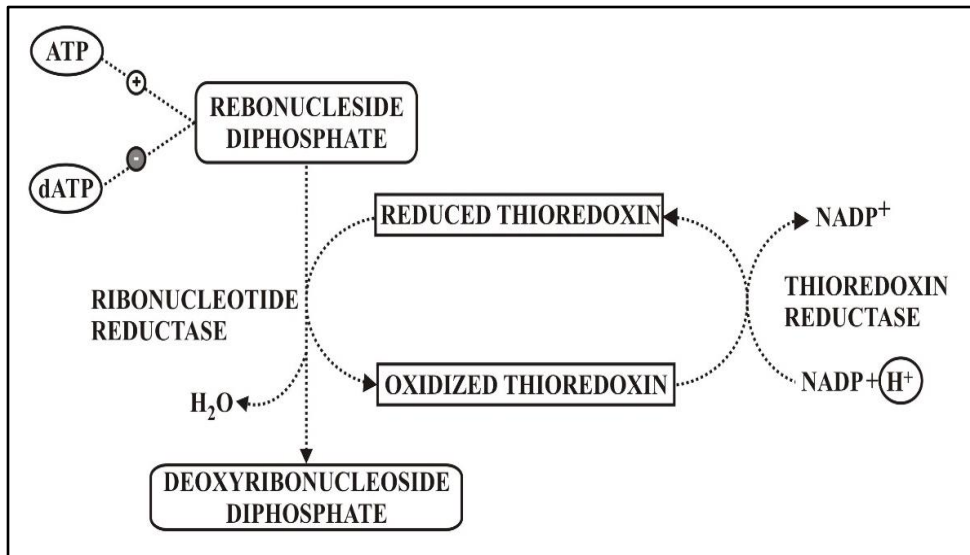 ATP
+
REBONUCLESIDE
DIPHOSPHATE
-
dATP
REDUCED THIOREDOXIN
NADP⁺
RIBONUCLEOTIDE
REDUCTASE
THIOREDOXIN
REDUCTASE
OXIDIZED THIOREDOXIN
NADP + H⁺
H₂O
DEOXYRIBONUCLEOSIDE
DIPHOSPHATE